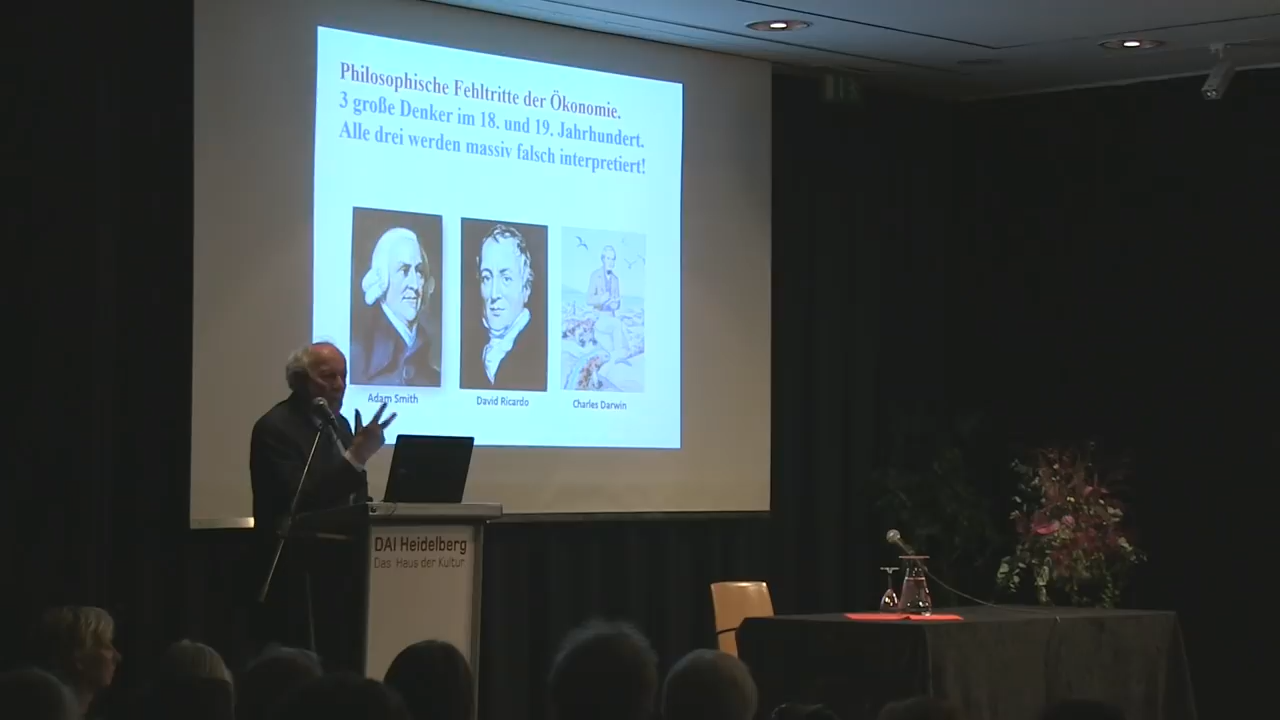 Philosophische Fehltritte der Ökonomie.
3 große Denker im 18. und 19. Jahrhundert.
Alle drei werden massiv falsch interpretiert!
Adam Smith
David Ricardo
Charles Darwin
DAI Heidelberg
Das Haus der Kultur